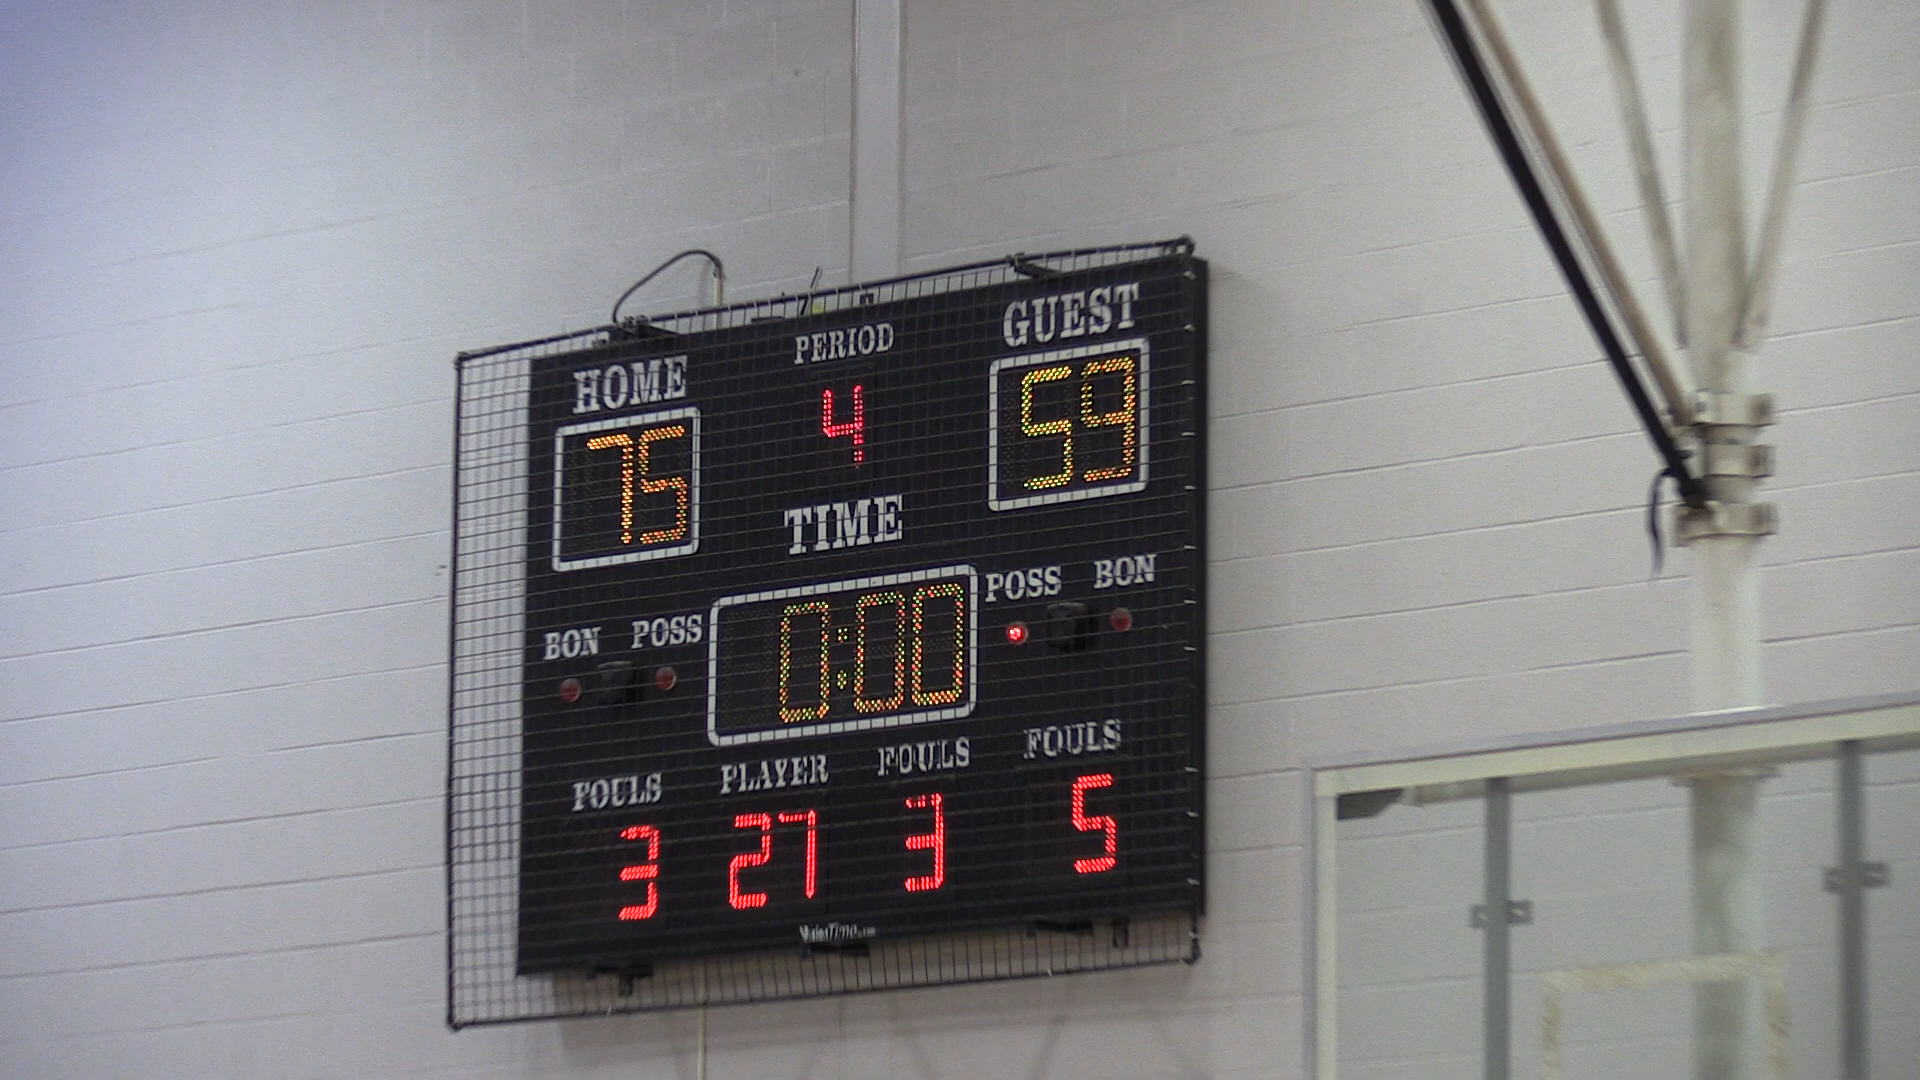 HOME PERIOD GUEST
75 4 59
TIME
BON POSS 0:00 POSS BON
FOULS PLAYER FOULS FOULS
3 27 3 5